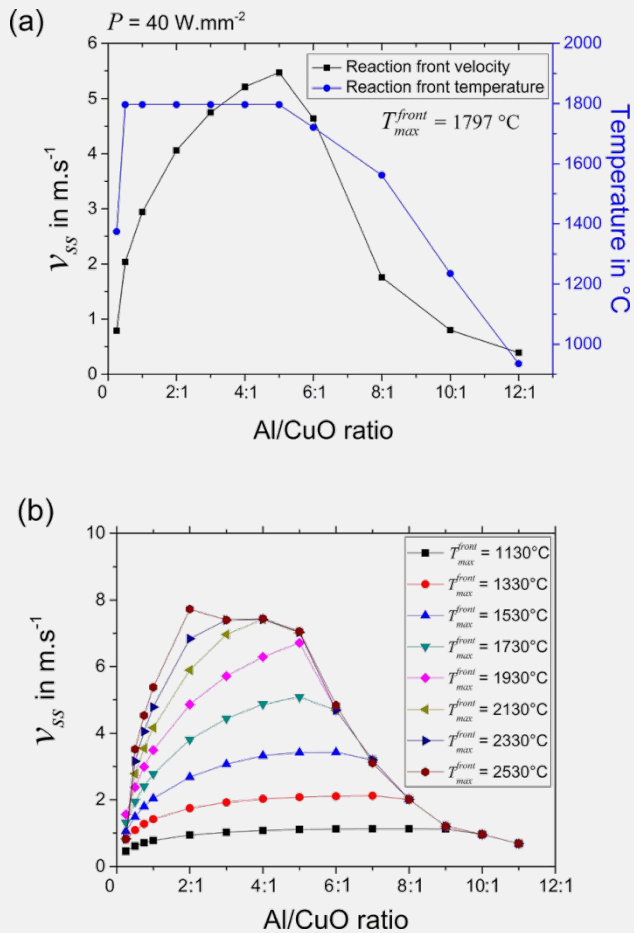 (a)
P = 40 W.mm⁻²
Reaction front velocity
Reaction front temperature
T_max^front = 1797 °C
v_ss in m.s⁻¹
6
5
4
3
2
1
0
Temperature in °C
2000
1800
1600
1400
1200
1000
0 2:1 4:1 6:1 8:1 10:1 12:1
Al/CuO ratio
(b)
v_ss in m.s⁻¹
10
8
6
4
2
0
T_max^front = 1130°C
T_max^front = 1330°C
T_max^front = 1530°C
T_max^front = 1730°C
T_max^front = 1930°C
T_max^front = 2130°C
T_max^front = 2330°C
T_max^front = 2530°C
0 2:1 4:1 6:1 8:1 10:1 12:1
Al/CuO ratio